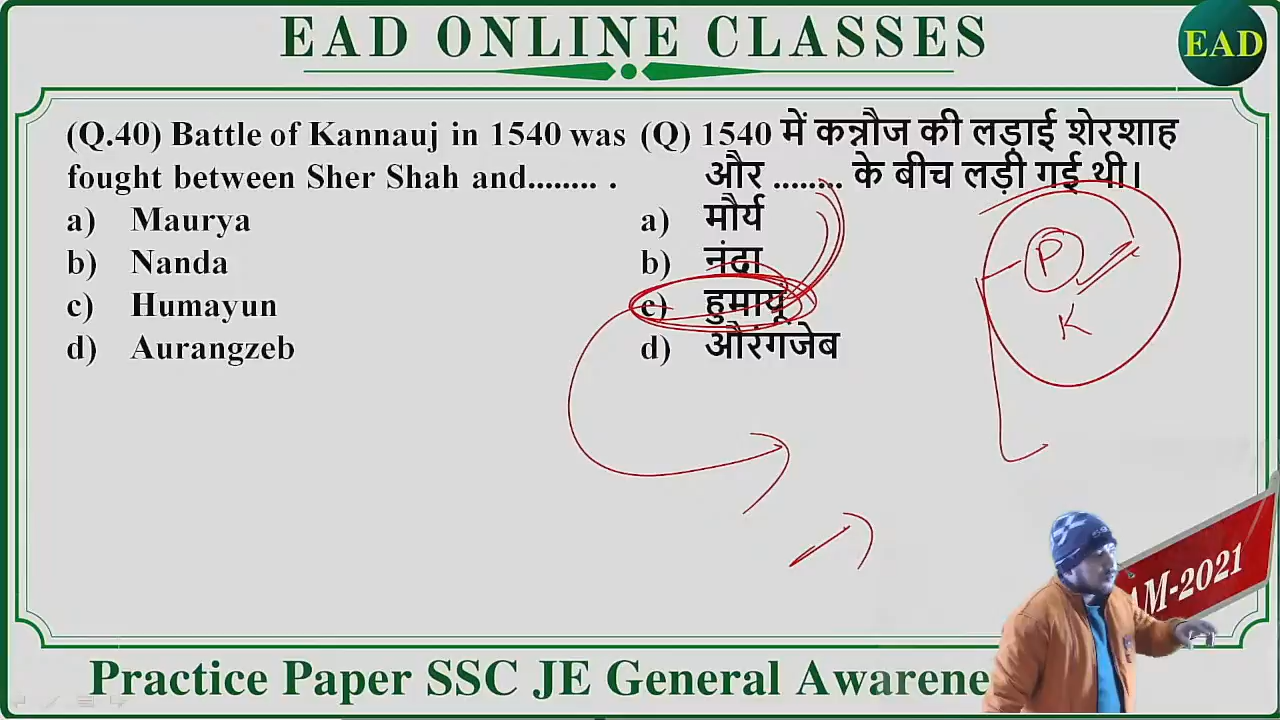 EAD ONLINE CLASSES
EAD
(Q.40) Battle of Kannauj in 1540 was
fought between Sher Shah and........ .
a) Maurya
b) Nanda
c) Humayun
d) Aurangzeb
(Q) 1540 में कन्नौज की लड़ाई शेरशाह
और ........ के बीच लड़ी गई थी।
a) मौर्य
b) नंदा
c) हुमायूं
d) औरंगजेब
P
K
AM-2021
Practice Paper SSC JE General Awarene